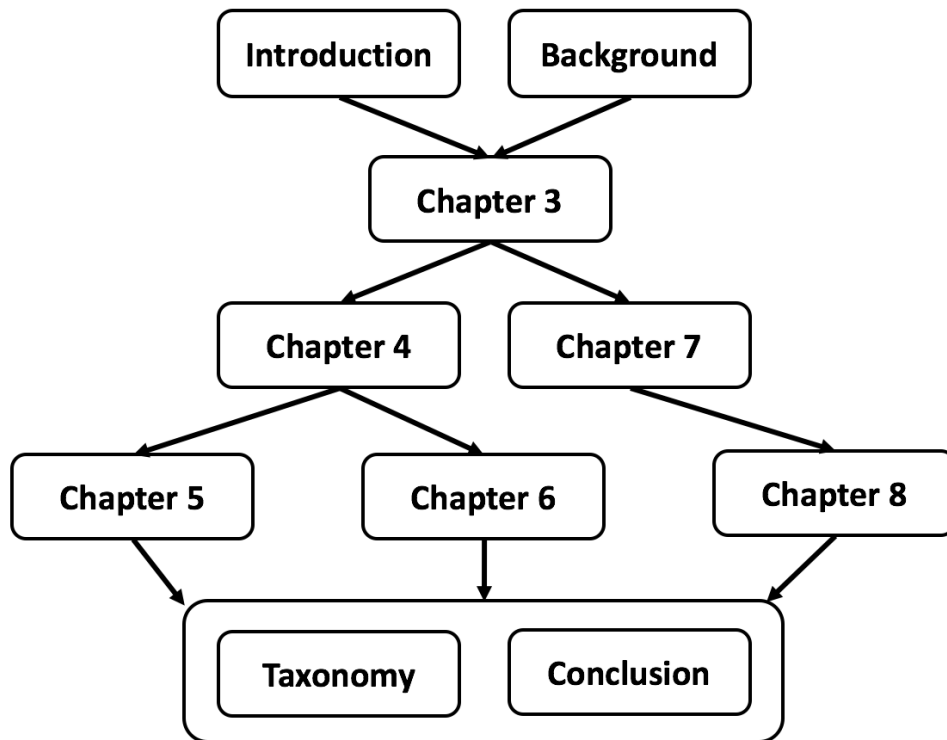 Introduction
Background
Chapter 3
Chapter 4
Chapter 7
Chapter 5
Chapter 6
Chapter 8
Taxonomy
Conclusion